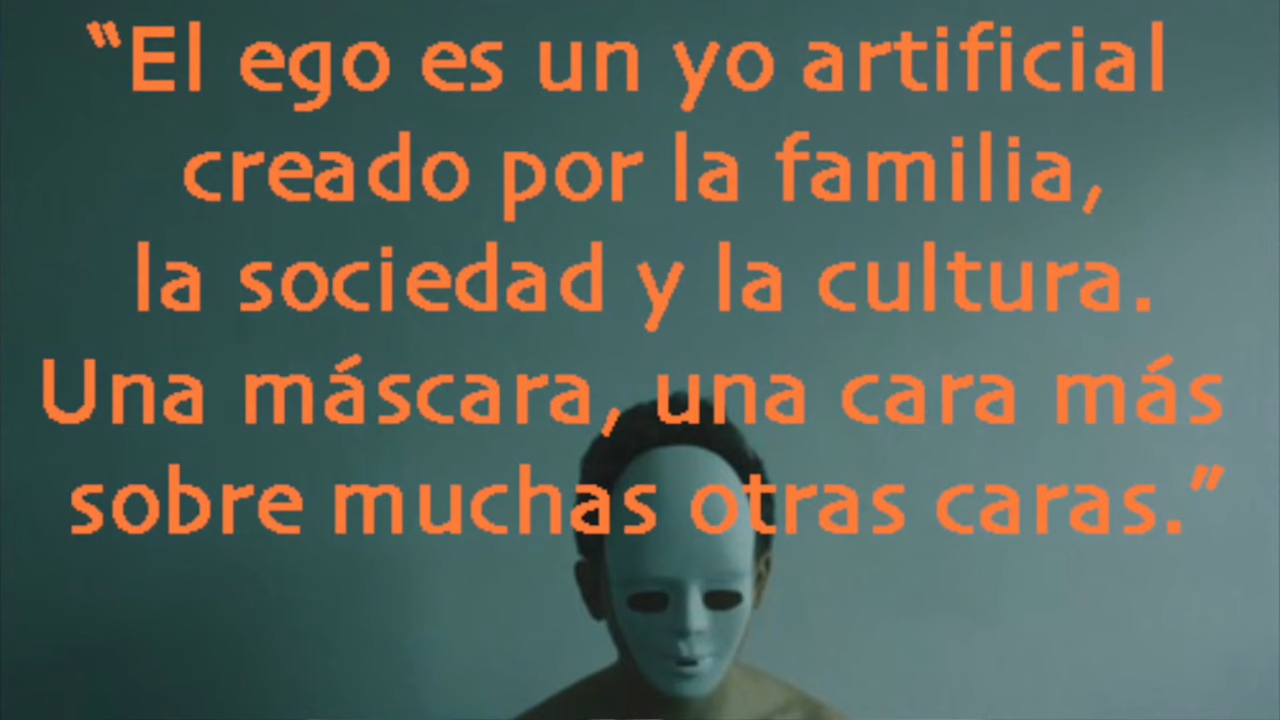 “El ego es un yo artificial
creado por la familia,
la sociedad y la cultura.
Una máscara, una cara más
sobre muchas otras caras.”